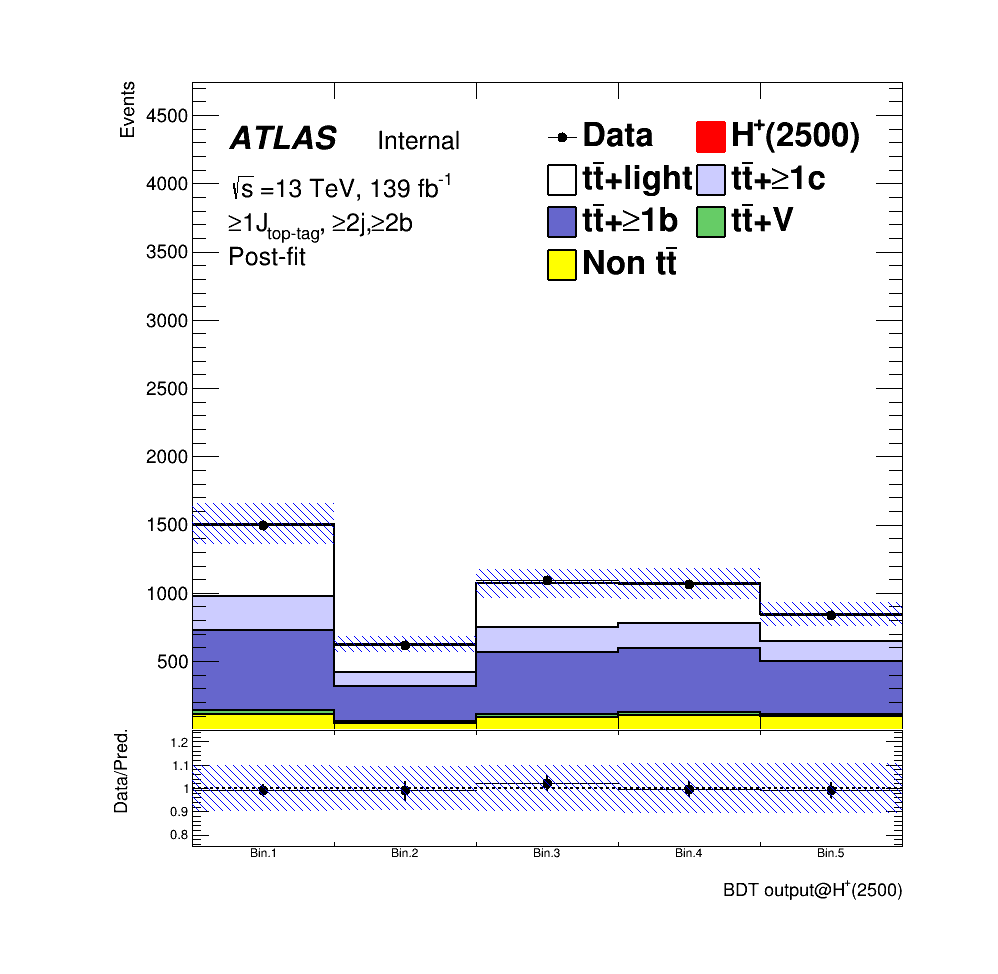 Events
4500
4000
3500
3000
2500
2000
1500
1000
500
ATLAS Internal
√s =13 TeV, 139 fb⁻¹
≥1J_top-tag, ≥2j,≥2b
Post-fit
Data
H⁺(2500)
tt̄+light
tt̄+≥1c
tt̄+≥1b
tt̄+V
Non tt̄
Data/Pred.
1.2
1.1
1
0.9
0.8
Bin.1 Bin.2 Bin.3 Bin.4 Bin.5
BDT output@H⁺(2500)